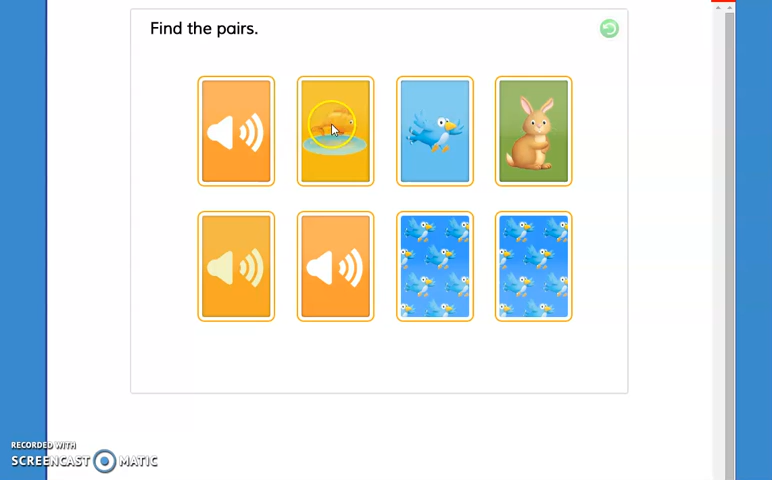 Find the pairs.
RECORDED WITH
SCREENCAST MATIC